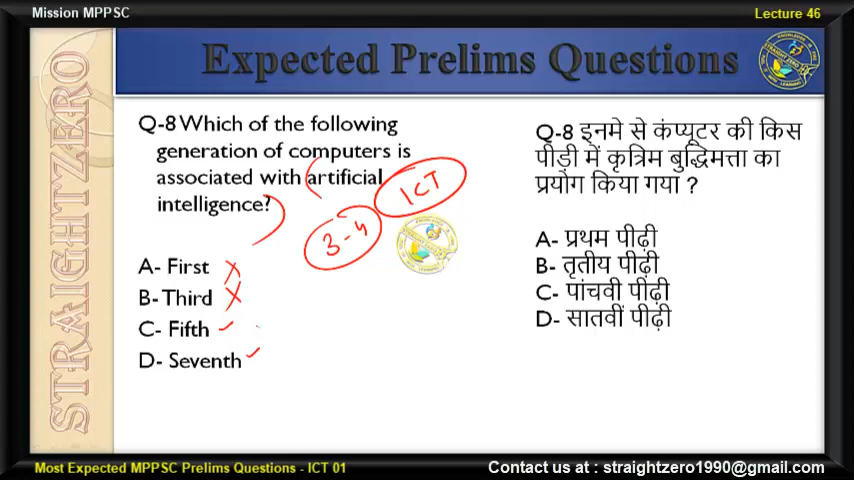 Mission MPPSC
Lecture 46
Expected Prelims Questions
STRAIGHTZERO
Q-8 Which of the following
generation of computers is
associated with artificial
intelligence?
ICT
3-4
A- First
B- Third
C- Fifth
D- Seventh
Q-8 इनमे से कंप्यूटर की किस
पीड़ी में कृत्रिम बुद्धिमत्ता का
प्रयोग किया गया ?
A- प्रथम पीढ़ी
B- तृतीय पीढ़ी
C- पांचवी पीढ़ी
D- सातवीं पीढ़ी
Most Expected MPPSC Prelims Questions - ICT 01
Contact us at : straightzero1990@gmail.com